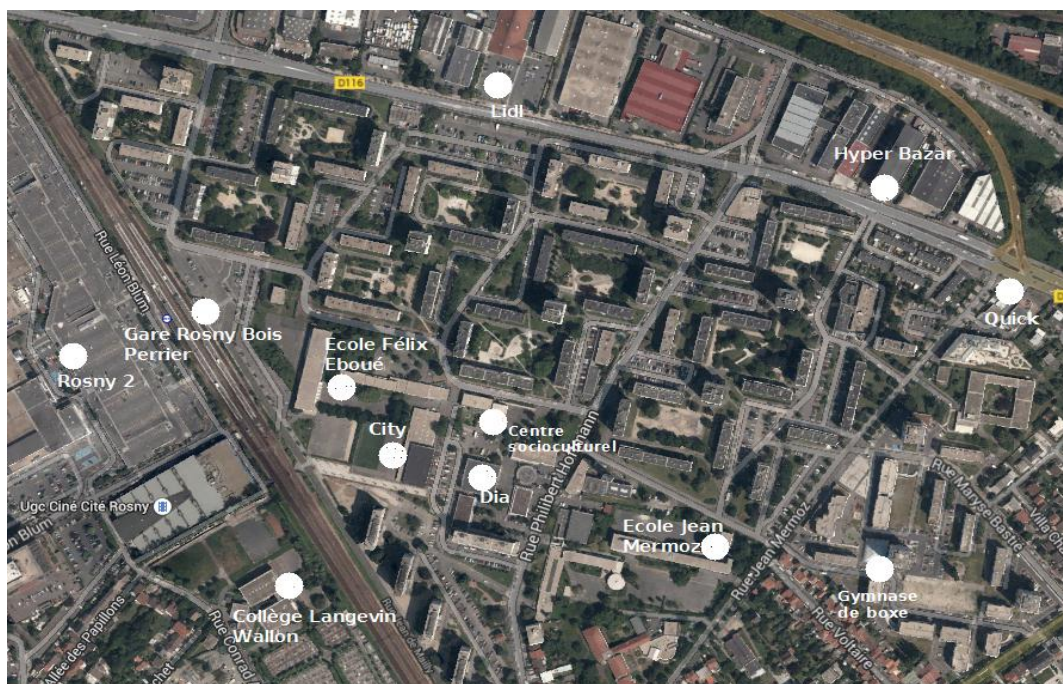 D116
Lidl
Hyper Bazar
Rue Léon Blum
Quick
Gare Rosny Bois
Perrier
Ecole Félix
Eboué
Rosny 2
City
Centre
socioculturel
Rue Philibert Hoffmann
Dia
Ugc Ciné Cité Rosny
Rue Maryse Bastié
Ecole Jean
Mermoz
Rue Jean Mermoz
Gymnase
de boxe
Collège Langevin
Wallon
Rue Voltaire
Allée des Papillons
Rue Conrad